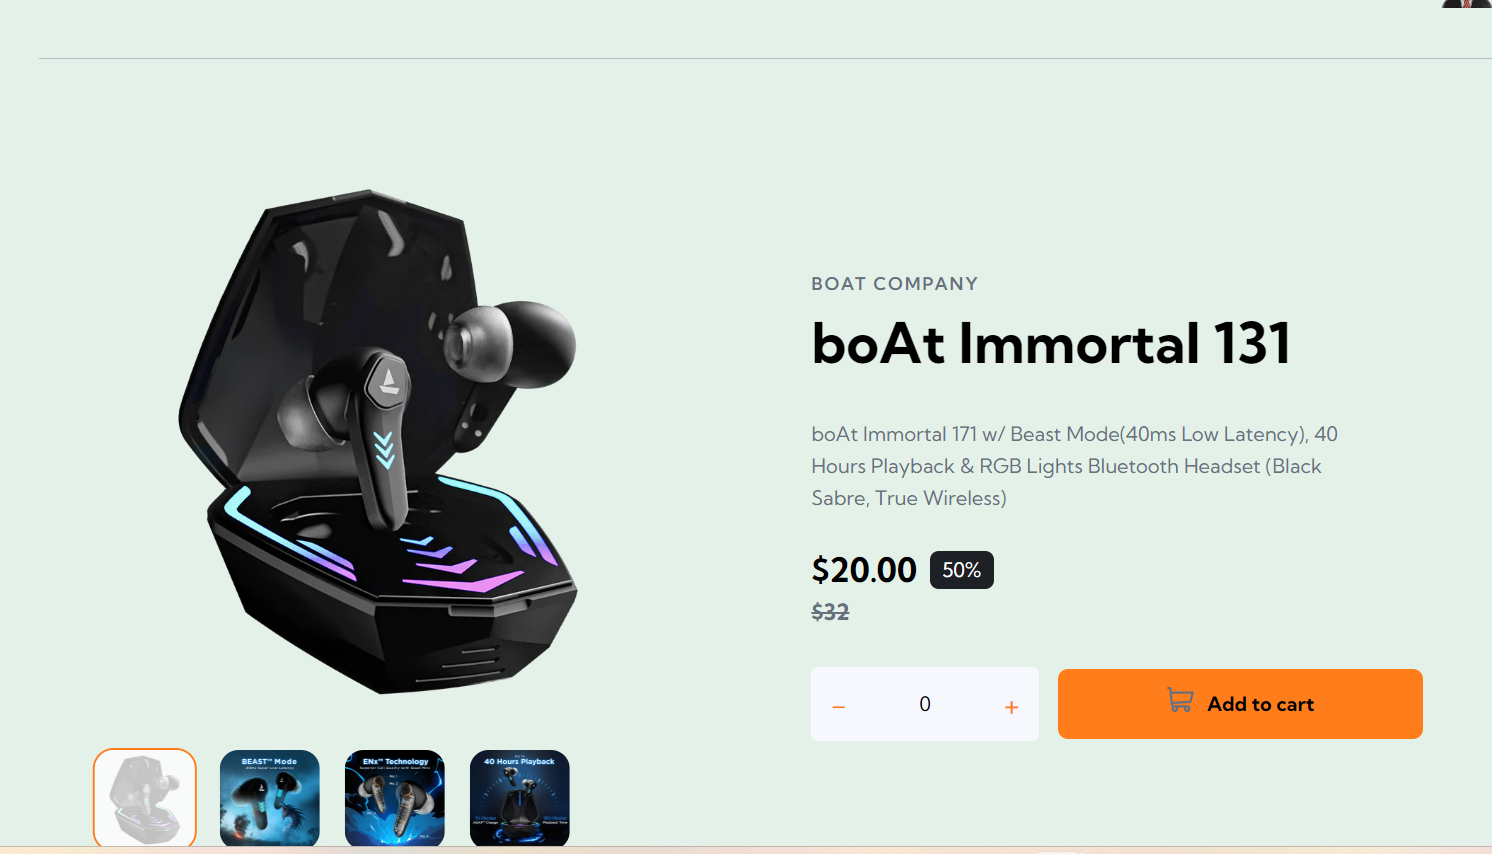 BOAT COMPANY
boAt Immortal 131
boAt Immortal 171 w/ Beast Mode(40ms Low Latency), 40
Hours Playback & RGB Lights Bluetooth Headset (Black
Sabre, True Wireless)
$20.00 50%
$32
− 0 +
Add to cart
BEAST™ Mode
ENx™ Technology
40 Hours Playback